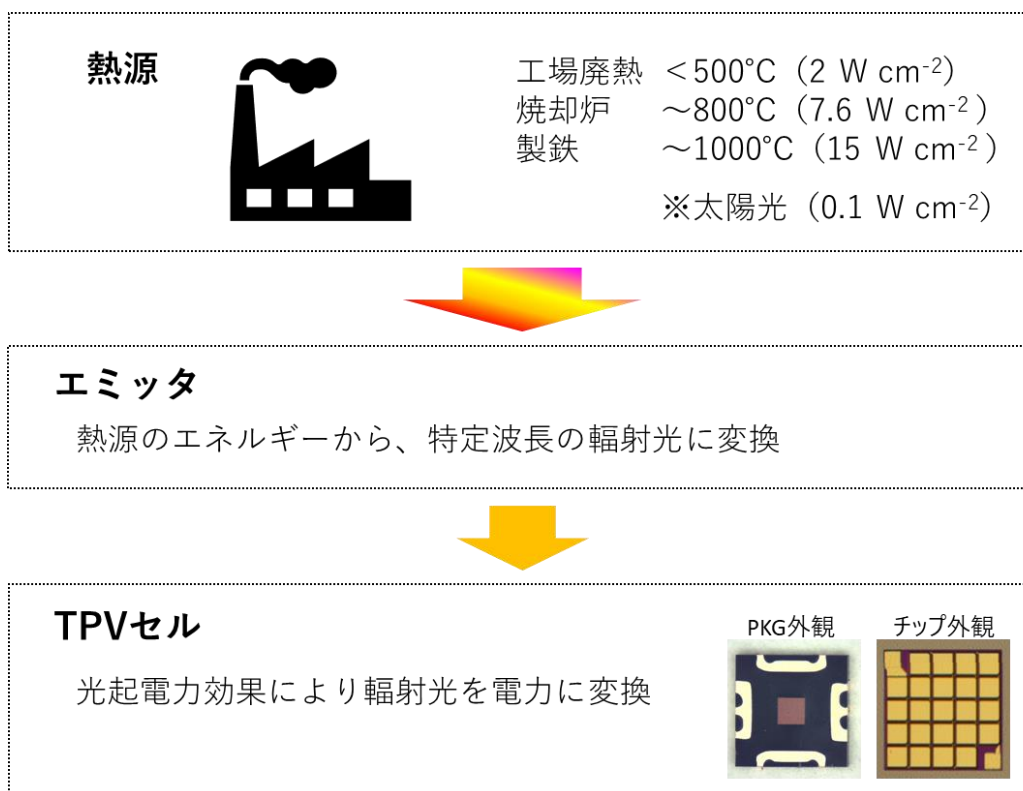 熱源
工場廃熱 <500°C（2 W cm⁻²）
焼却炉 ～800°C（7.6 W cm⁻²）
製鉄 ～1000°C（15 W cm⁻²）
※太陽光（0.1 W cm⁻²）
エミッタ
熱源のエネルギーから、特定波長の輻射光に変換
TPVセル
光起電力効果により輻射光を電力に変換
PKG外観 チップ外観